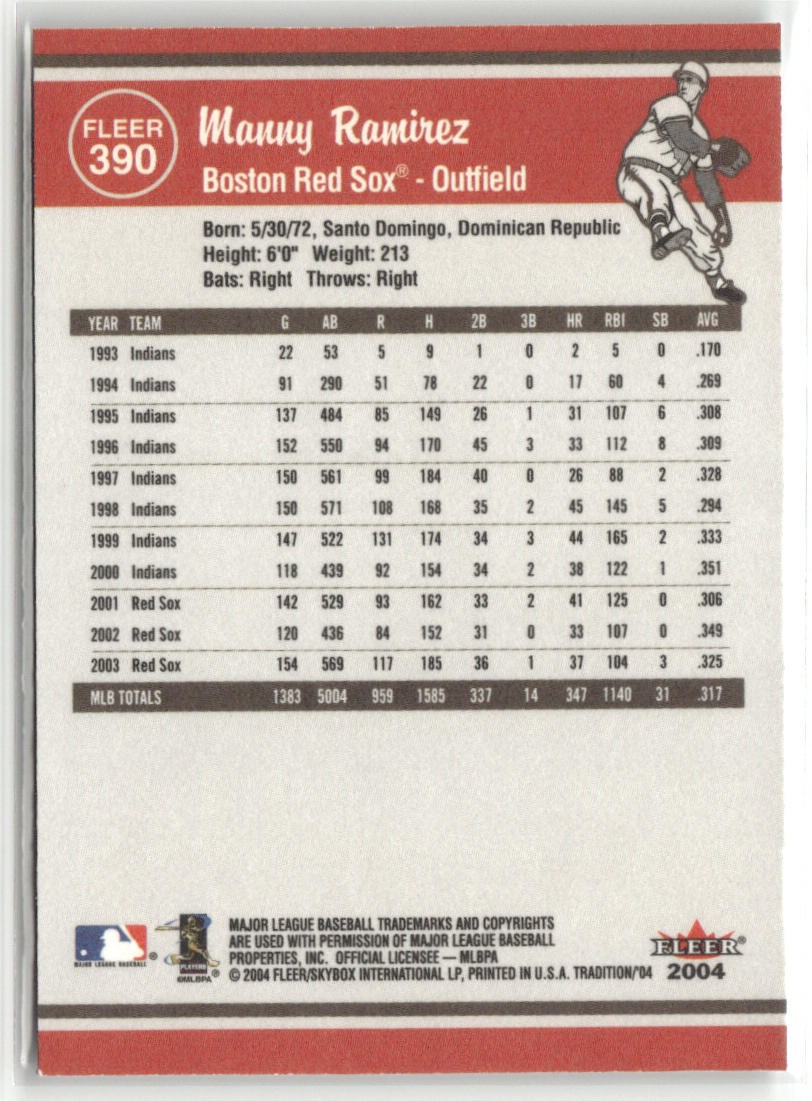 FLEER
390
Manny Ramirez
Boston Red Sox® - Outfield
Born: 5/30/72, Santo Domingo, Dominican Republic
Height: 6'0" Weight: 213
Bats: Right Throws: Right
YEAR TEAM G AB R H 2B 3B HR RBI SB AVG
1993 Indians 22 53 5 9 1 0 2 5 0 .170
1994 Indians 91 290 51 78 22 0 17 60 4 .269
1995 Indians 137 484 85 149 26 1 31 107 6 .308
1996 Indians 152 550 94 170 45 3 33 112 8 .309
1997 Indians 150 561 99 184 40 0 26 88 2 .328
1998 Indians 150 571 108 168 35 2 45 145 5 .294
1999 Indians 147 522 131 174 34 3 44 165 2 .333
2000 Indians 118 439 92 154 34 2 38 122 1 .351
2001 Red Sox 142 529 93 162 33 2 41 125 0 .306
2002 Red Sox 120 436 84 152 31 0 33 107 0 .349
2003 Red Sox 154 569 117 185 36 1 37 104 3 .325
MLB TOTALS 1383 5004 959 1585 337 14 347 1140 31 .317
MAJOR LEAGUE BASEBALL ®
PLAYERS
©MLBPA ®
MAJOR LEAGUE BASEBALL TRADEMARKS AND COPYRIGHTS
ARE USED WITH PERMISSION OF MAJOR LEAGUE BASEBALL
PROPERTIES, INC. OFFICIAL LICENSEE — MLBPA
© 2004 FLEER/SKYBOX INTERNATIONAL LP, PRINTED IN U.S.A. TRADITION/'04
FLEER®
2004